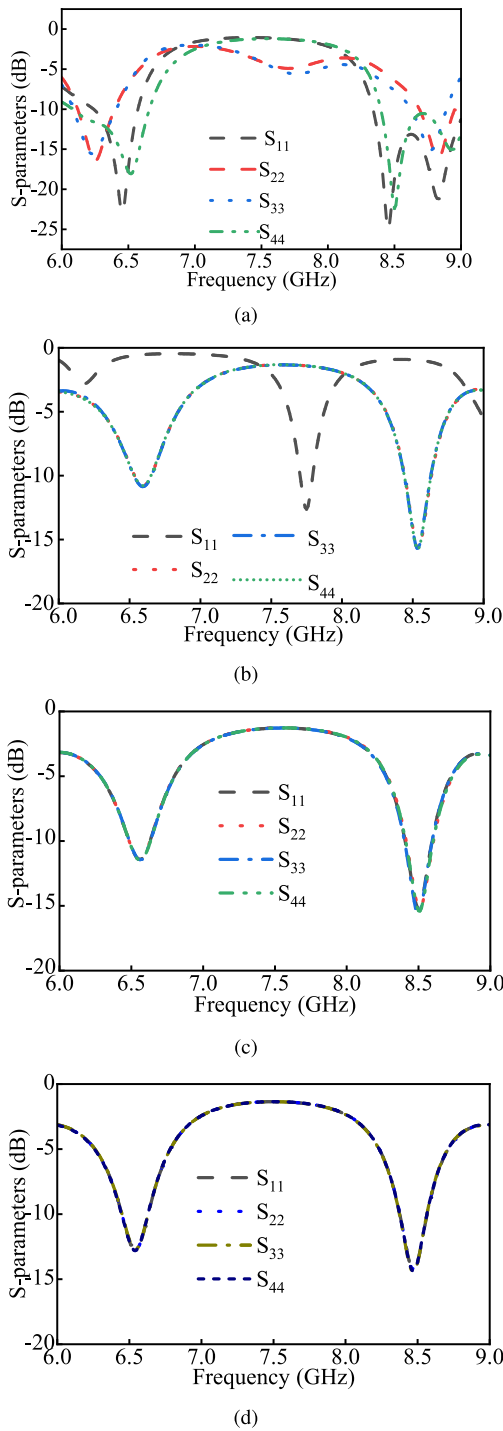 0
-5
-10
-15
-20
-25
S-parameters (dB)
S11
S22
S33
S44
6.0 6.5 7.0 7.5 8.0 8.5 9.0
Frequency (GHz)
(a)
0
-5
-10
-15
-20
S-parameters (dB)
S11 S33
S22 S44
6.0 6.5 7.0 7.5 8.0 8.5 9.0
Frequency (GHz)
(b)
0
-5
-10
-15
-20
S-parameters (dB)
S11
S22
S33
S44
6.0 6.5 7.0 7.5 8.0 8.5 9.0
Frequency (GHz)
(c)
0
-5
-10
-15
-20
S-parameters (dB)
S11
S22
S33
S44
6.0 6.5 7.0 7.5 8.0 8.5 9.0
Frequency (GHz)
(d)